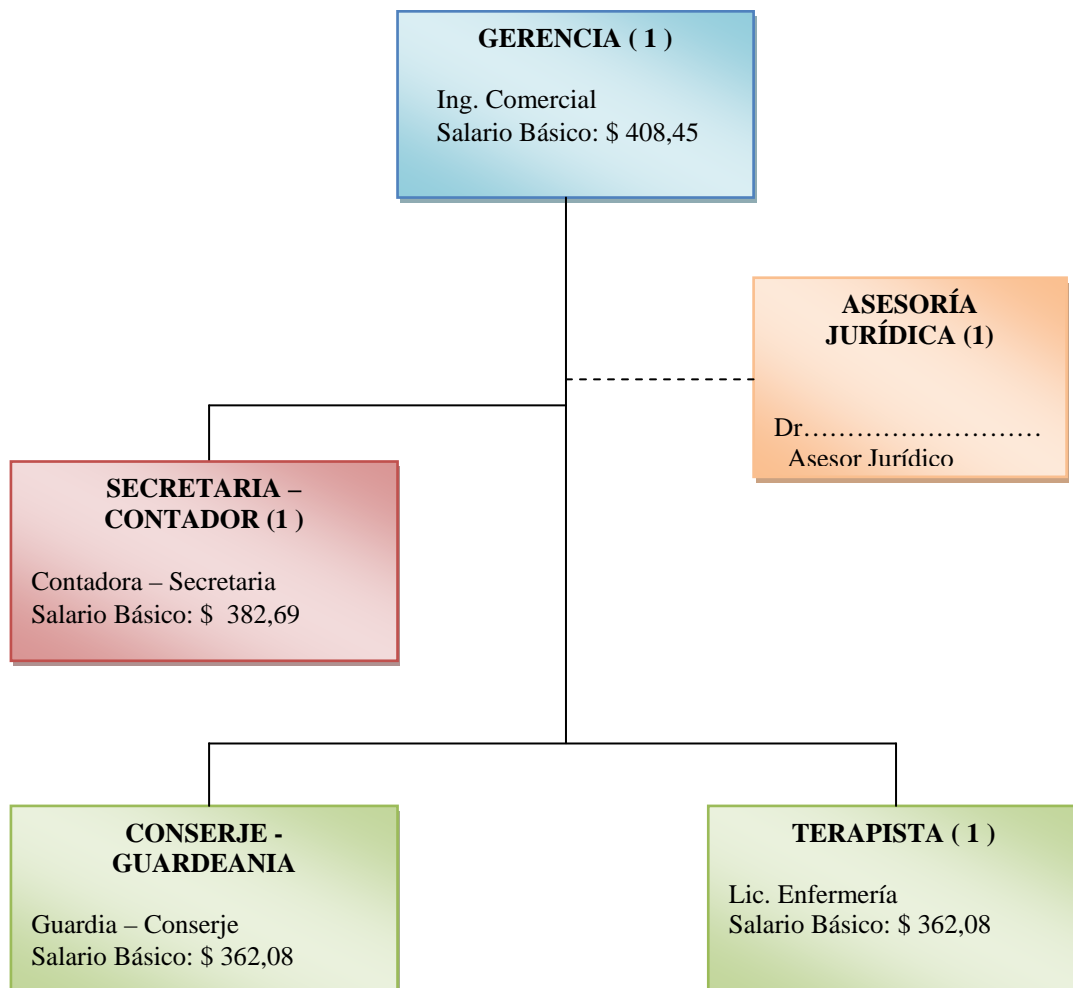 GERENCIA ( 1 )
Ing. Comercial
Salario Básico: $ 408,45
ASESORÍA
JURÍDICA (1)
Dr………………………
Asesor Jurídico
SECRETARIA –
CONTADOR (1 )
Contadora – Secretaria
Salario Básico: $  382,69
CONSERJE -
GUARDEANIA
Guardia – Conserje
Salario Básico: $ 362,08
TERAPISTA ( 1 )
Lic. Enfermería
Salario Básico: $ 362,08